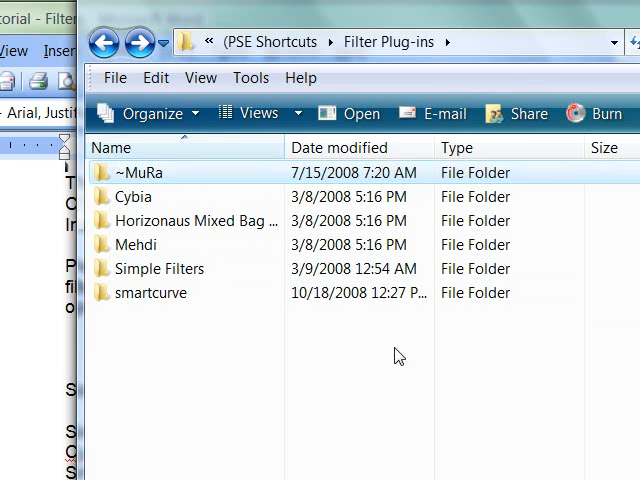 torial - Filter
View Inser
- Arial, Justif
« (PSE Shortcuts Filter Plug-ins
File Edit View Tools Help
Organize Views Open E-mail Share Burn
Name Date modified Type Size
~MuRa 7/15/2008 7:20 AM File Folder
Cybia 3/8/2008 5:16 PM File Folder
Horizonaus Mixed Bag ... 3/8/2008 5:16 PM File Folder
Mehdi 3/8/2008 5:16 PM File Folder
Simple Filters 3/9/2008 12:54 AM File Folder
smartcurve 10/18/2008 12:27 P... File Folder